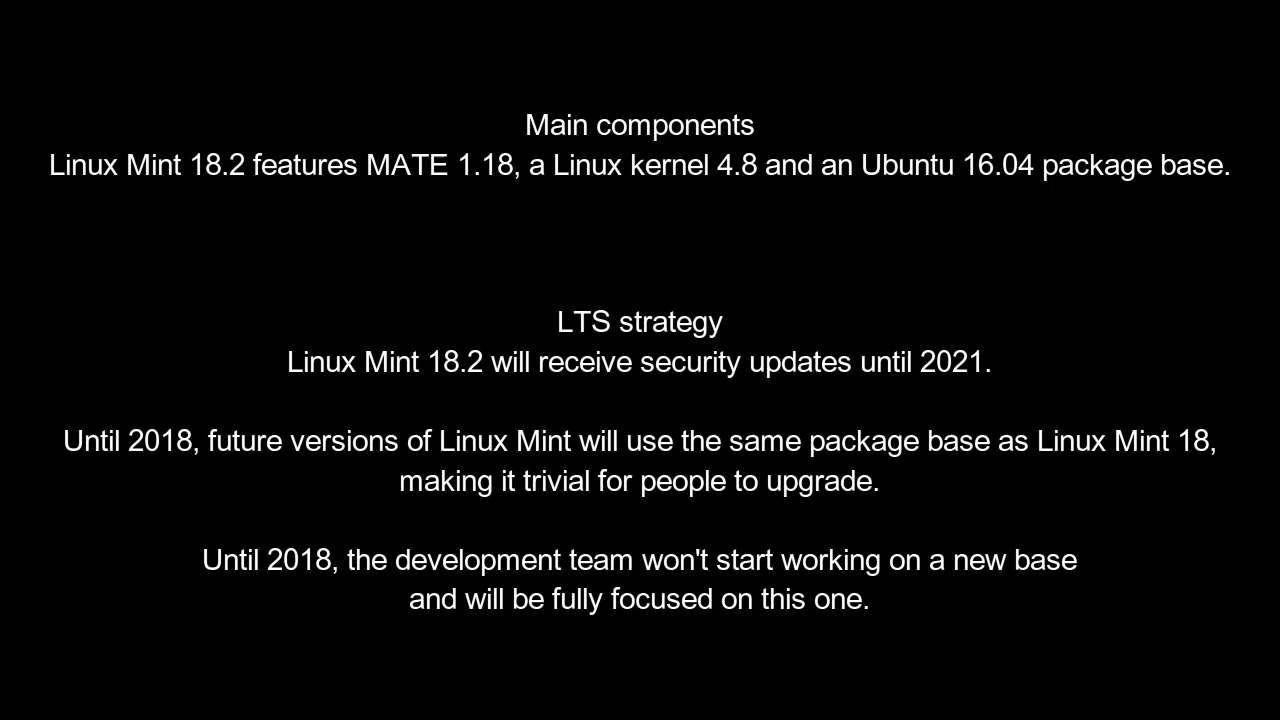 Main components
Linux Mint 18.2 features MATE 1.18, a Linux kernel 4.8 and an Ubuntu 16.04 package base.
LTS strategy
Linux Mint 18.2 will receive security updates until 2021.
Until 2018, future versions of Linux Mint will use the same package base as Linux Mint 18,
making it trivial for people to upgrade.
Until 2018, the development team won't start working on a new base
and will be fully focused on this one.